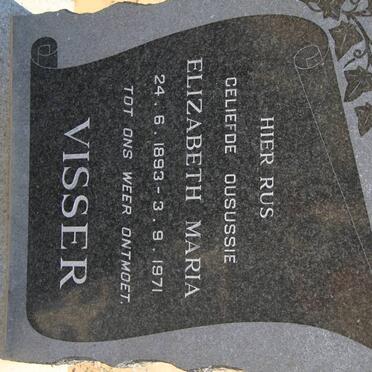 HIER RUS
GELIEFDE OUSUSSIE
ELIZABETH MARIA
24.6.1893-3.9.1971
TOT ONS WEER ONTMOET.
VISSER